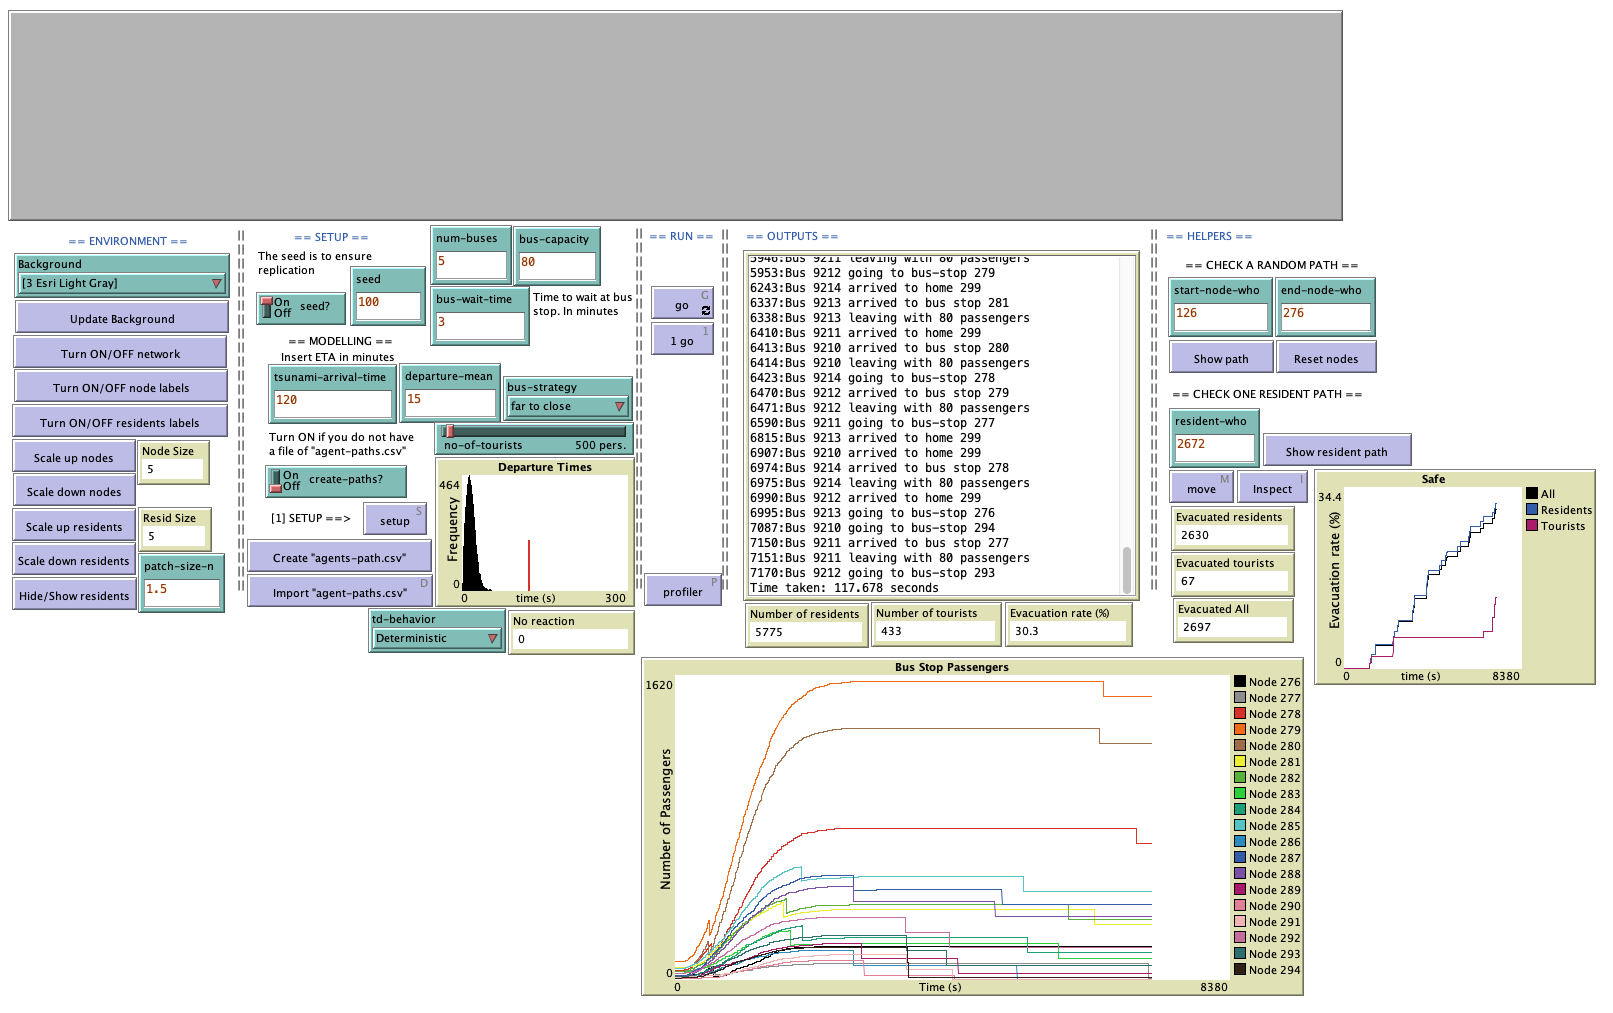 == ENVIRONMENT ==
Background
[3 Esri Light Gray]
Update Background
Turn ON/OFF network
Turn ON/OFF node labels
Turn ON/OFF residents labels
Scale up nodes
Node Size
5
Scale down nodes
Scale up residents
Resid Size
5
Scale down residents
patch-size-n
1.5
Hide/Show residents
== SETUP ==
The seed is to ensure
replication
On
Off
seed?
seed
100
num-buses
5
bus-capacity
80
bus-wait-time
3
Time to wait at bus
stop. In minutes
== MODELLING ==
Insert ETA in minutes
tsunami-arrival-time
120
departure-mean
15
bus-strategy
far to close
Turn ON if you do not have
a file of "agent-paths.csv"
no-of-tourists 500 pers.
On
Off
create-paths?
[1] SETUP ==>
setup
S
Create "agents-path.csv"
Import "agent-paths.csv"
D
Departure Times
464
Frequency
0
0 time (s) 300
td-behavior
Deterministic
No reaction
0
== RUN ==
go
G
1 go
1
profiler
P
== OUTPUTS ==
5946:Bus 9211 leaving with 80 passengers
5953:Bus 9212 going to bus-stop 279
6243:Bus 9214 arrived to home 299
6337:Bus 9213 arrived to bus stop 281
6338:Bus 9213 leaving with 80 passengers
6410:Bus 9211 arrived to home 299
6413:Bus 9210 arrived to bus stop 280
6414:Bus 9210 leaving with 80 passengers
6423:Bus 9214 going to bus-stop 278
6470:Bus 9212 arrived to bus stop 279
6471:Bus 9212 leaving with 80 passengers
6590:Bus 9211 going to bus-stop 277
6815:Bus 9213 arrived to home 299
6907:Bus 9210 arrived to home 299
6974:Bus 9214 arrived to bus stop 278
6975:Bus 9214 leaving with 80 passengers
6990:Bus 9212 arrived to home 299
6995:Bus 9213 going to bus-stop 276
7087:Bus 9210 going to bus-stop 294
7150:Bus 9211 arrived to bus stop 277
7151:Bus 9211 leaving with 80 passengers
7170:Bus 9212 going to bus-stop 293
Time taken: 117.678 seconds
Number of residents
5775
Number of tourists
433
Evacuation rate (%)
30.3
== HELPERS ==
== CHECK A RANDOM PATH ==
start-node-who
126
end-node-who
276
Show path
Reset nodes
== CHECK ONE RESIDENT PATH ==
resident-who
2672
Show resident path
move
M
Inspect
I
Evacuated residents
2630
Evacuated tourists
67
Evacuated All
2697
Safe
34.4
Evacuation rate (%)
0
0 time (s) 8380
All
Residents
Tourists
Bus Stop Passengers
1620
Number of Passengers
0
0 Time (s) 8380
Node 276
Node 277
Node 278
Node 279
Node 280
Node 281
Node 282
Node 283
Node 284
Node 285
Node 286
Node 287
Node 288
Node 289
Node 290
Node 291
Node 292
Node 293
Node 294